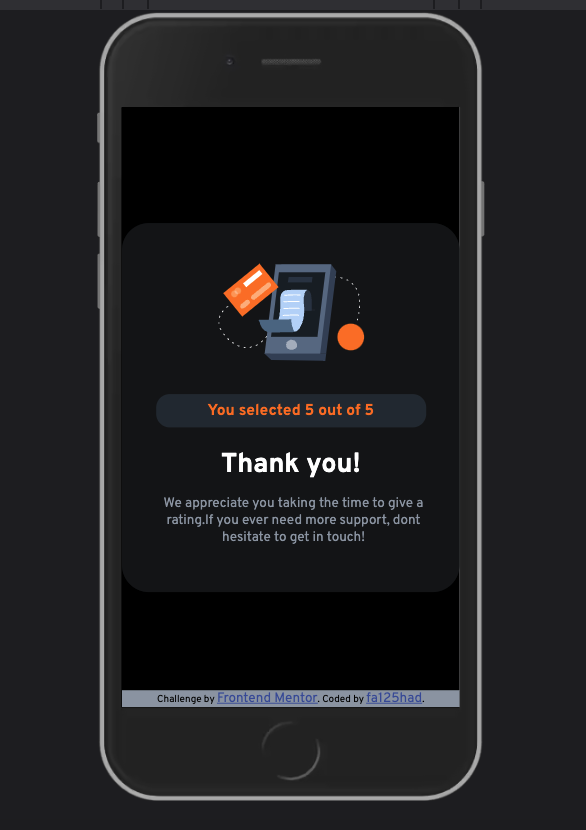 You selected 5 out of 5
Thank you!
We appreciate you taking the time to give a
rating.If you ever need more support, dont
hesitate to get in touch!
Challenge by Frontend Mentor. Coded by fa125had.